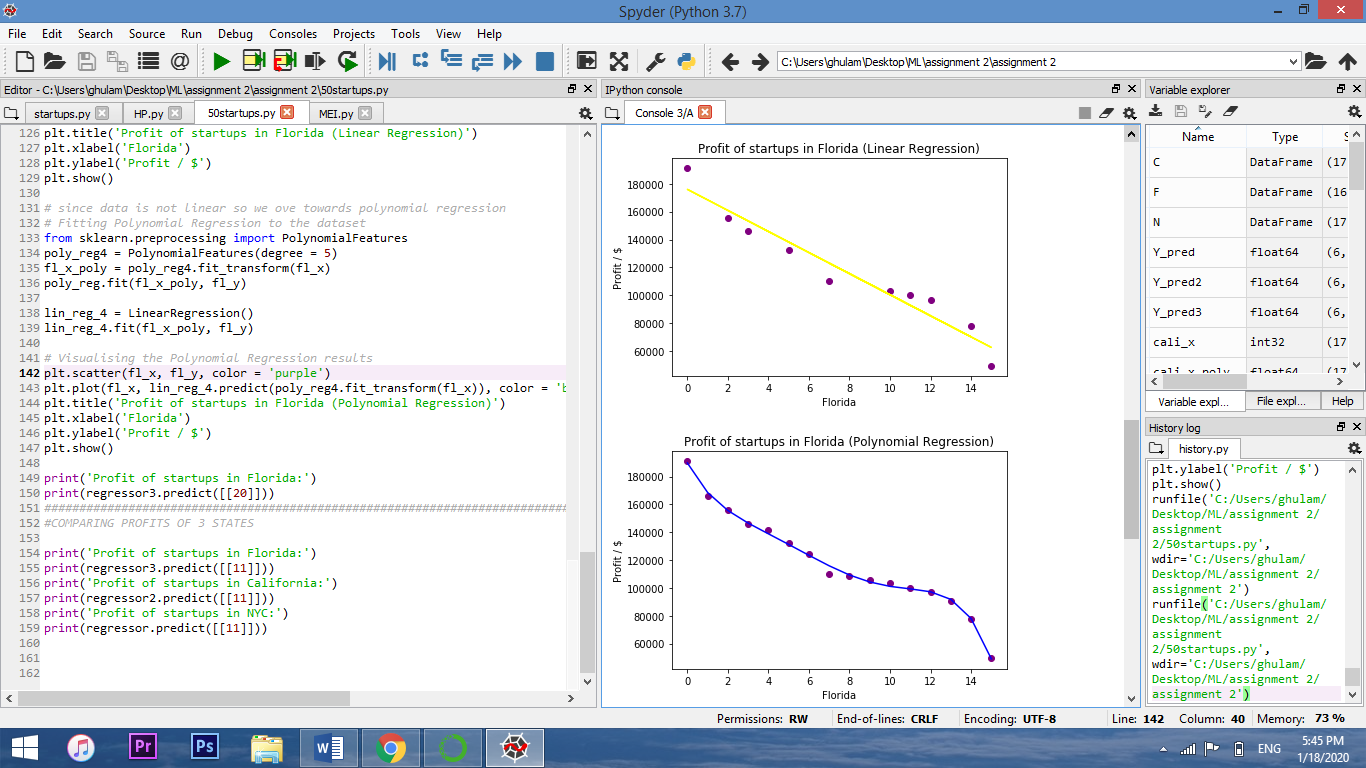 Spyder (Python 3.7)
File Edit Search Source Run Debug Consoles Projects Tools View Help
C:\Users\ghulam\Desktop\ML\assignment 2\assignment 2
Editor - C:\Users\ghulam\Desktop\ML\assignment 2\assignment 2\50startups.py
startups.py HP.py 50startups.py MEI.py
126 plt.title('Profit of startups in Florida (Linear Regression)')
127 plt.xlabel('Florida')
128 plt.ylabel('Profit / $')
129 plt.show()
130
131 # since data is not linear so we ove towards polynomial regression
132 # Fitting Polynomial Regression to the dataset
133 from sklearn.preprocessing import PolynomialFeatures
134 poly_reg4 = PolynomialFeatures(degree = 5)
135 fl_x_poly = poly_reg4.fit_transform(fl_x)
136 poly_reg.fit(fl_x_poly, fl_y)
137
138 lin_reg_4 = LinearRegression()
139 lin_reg_4.fit(fl_x_poly, fl_y)
140
141 # Visualising the Polynomial Regression results
142 plt.scatter(fl_x, fl_y, color = 'purple')
143 plt.plot(fl_x, lin_reg_4.predict(poly_reg4.fit_transform(fl_x)), color = 'b
144 plt.title('Profit of startups in Florida (Polynomial Regression)')
145 plt.xlabel('Florida')
146 plt.ylabel('Profit / $')
147 plt.show()
148
149 print('Profit of startups in Florida:')
150 print(regressor3.predict([[20]]))
151 ###########################################################################
152 #COMPARING PROFITS OF 3 STATES
153
154 print('Profit of startups in Florida:')
155 print(regressor3.predict([[11]]))
156 print('Profit of startups in California:')
157 print(regressor2.predict([[11]]))
158 print('Profit of startups in NYC:')
159 print(regressor.predict([[11]]))
160
161
162
IPython console
Console 3/A
Profit of startups in Florida (Linear Regression)
Profit / $
180000
160000
140000
120000
100000
80000
60000
0 2 4 6 8 10 12 14
Florida
Profit of startups in Florida (Polynomial Regression)
Profit / $
180000
160000
140000
120000
100000
80000
60000
0 2 4 6 8 10 12 14
Florida
Variable explorer
Name Type S
C DataFrame (17
F DataFrame (16
N DataFrame (17
Y_pred float64 (6,
Y_pred2 float64 (6,
Y_pred3 float64 (6,
cali_x int32 (17
cali_x_poly float64 (17
Variable expl... File expl... Help
History log
history.py
plt.ylabel('Profit / $')
plt.show()
runfile('C:/Users/ghulam/
Desktop/ML/assignment 2/
assignment
2/50startups.py',
wdir='C:/Users/ghulam/
Desktop/ML/assignment 2/
assignment 2')
runfile('C:/Users/ghulam/
Desktop/ML/assignment 2/
assignment
2/50startups.py',
wdir='C:/Users/ghulam/
Desktop/ML/assignment 2/
assignment 2')
Permissions: RW End-of-lines: CRLF Encoding: UTF-8 Line: 142 Column: 40 Memory: 73 %
Pr Ps W ENG
5:45 PM
1/18/2020